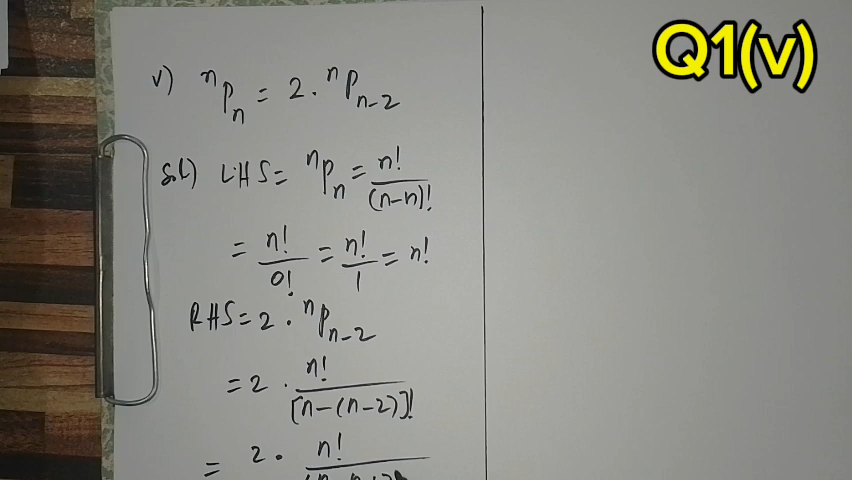 Q1(v)
v) ⁿPₙ = 2 · ⁿPₙ₋₂
Sol) LHS = ⁿPₙ = n!/(n-n)!
= n!/0! = n!/1 = n!
RHS = 2 · ⁿPₙ₋₂
= 2 · n!/[n-(n-2)]!
= 2 · n!